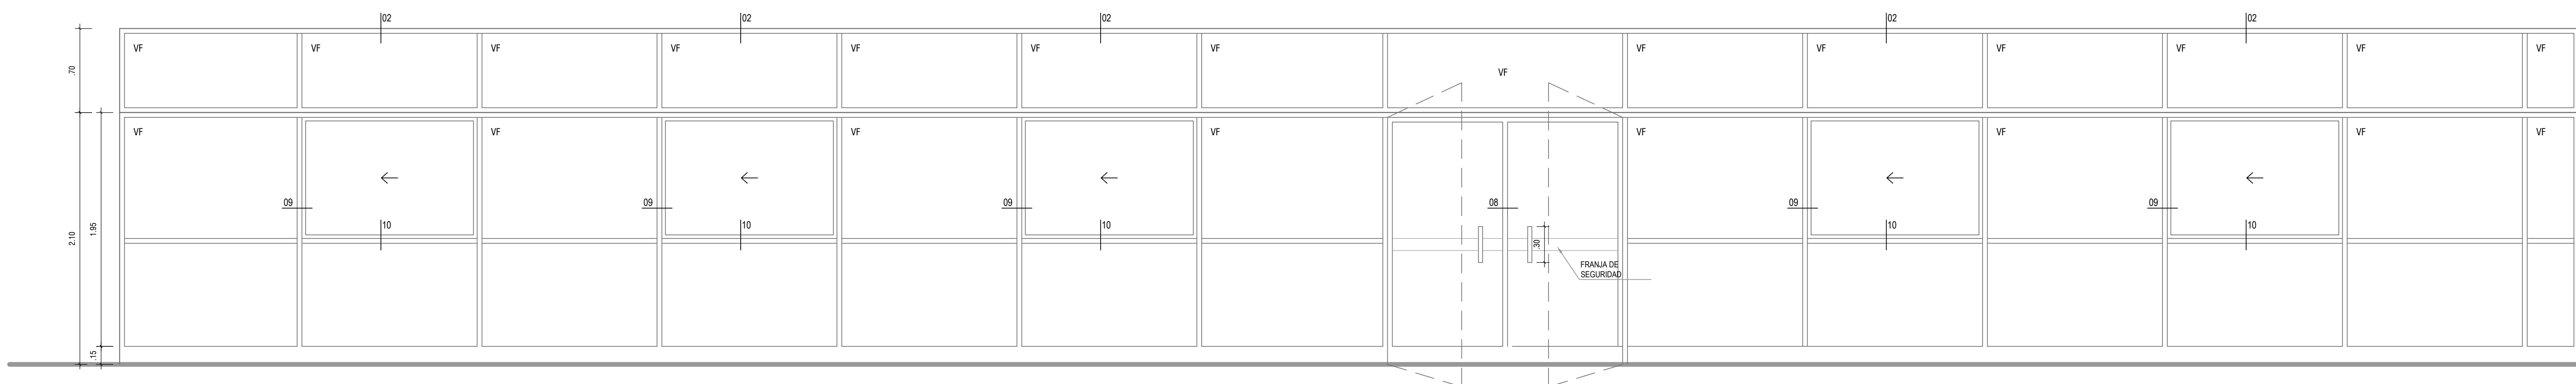 02 02 02 02 02
VF VF VF VF VF VF VF VF VF VF VF VF VF
.70
VF
VF VF VF VF VF VF VF VF
09 09 09 08 09 09
10 10 10 10 10
2.10
1.95
.30
FRANJA DE
SEGURIDAD
.15